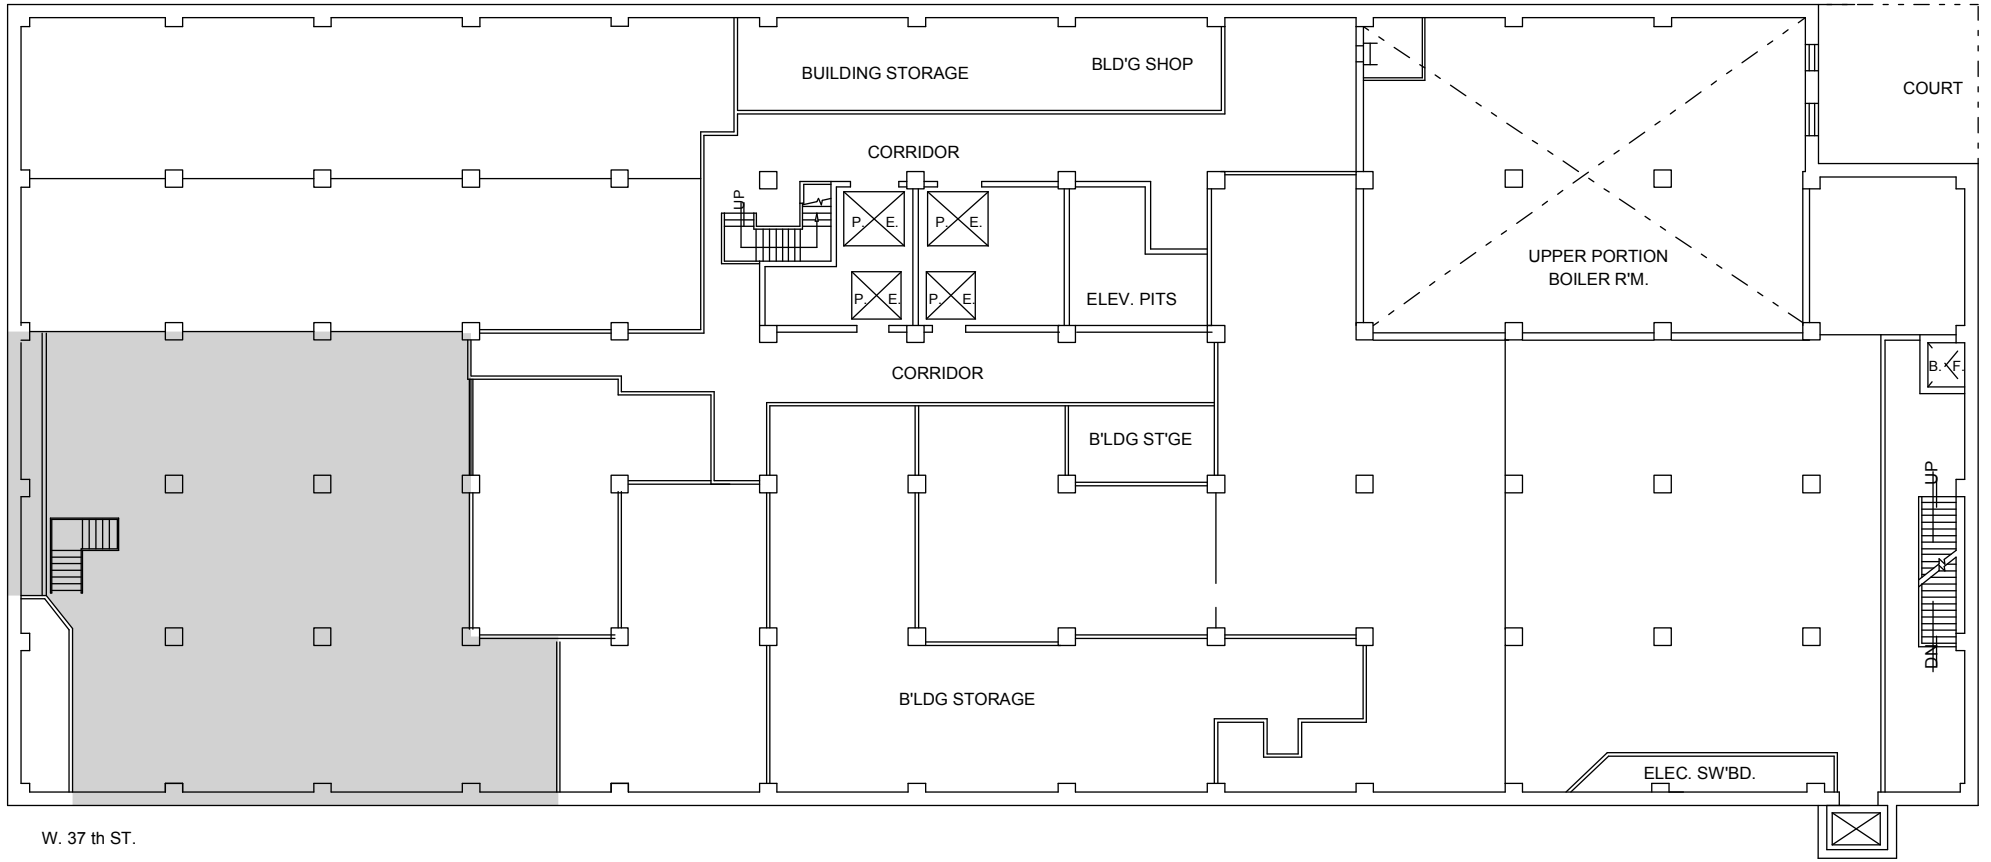 BUILDING STORAGE
BLD'G SHOP
COURT
CORRIDOR
UP
P. E.
P. E.
UPPER PORTION
BOILER R'M.
P. E.
P. E.
ELEV. PITS
CORRIDOR
B. F.
B'LDG ST'GE
UP
DN
B'LDG STORAGE
ELEC. SW'BD.
W. 37 th ST.